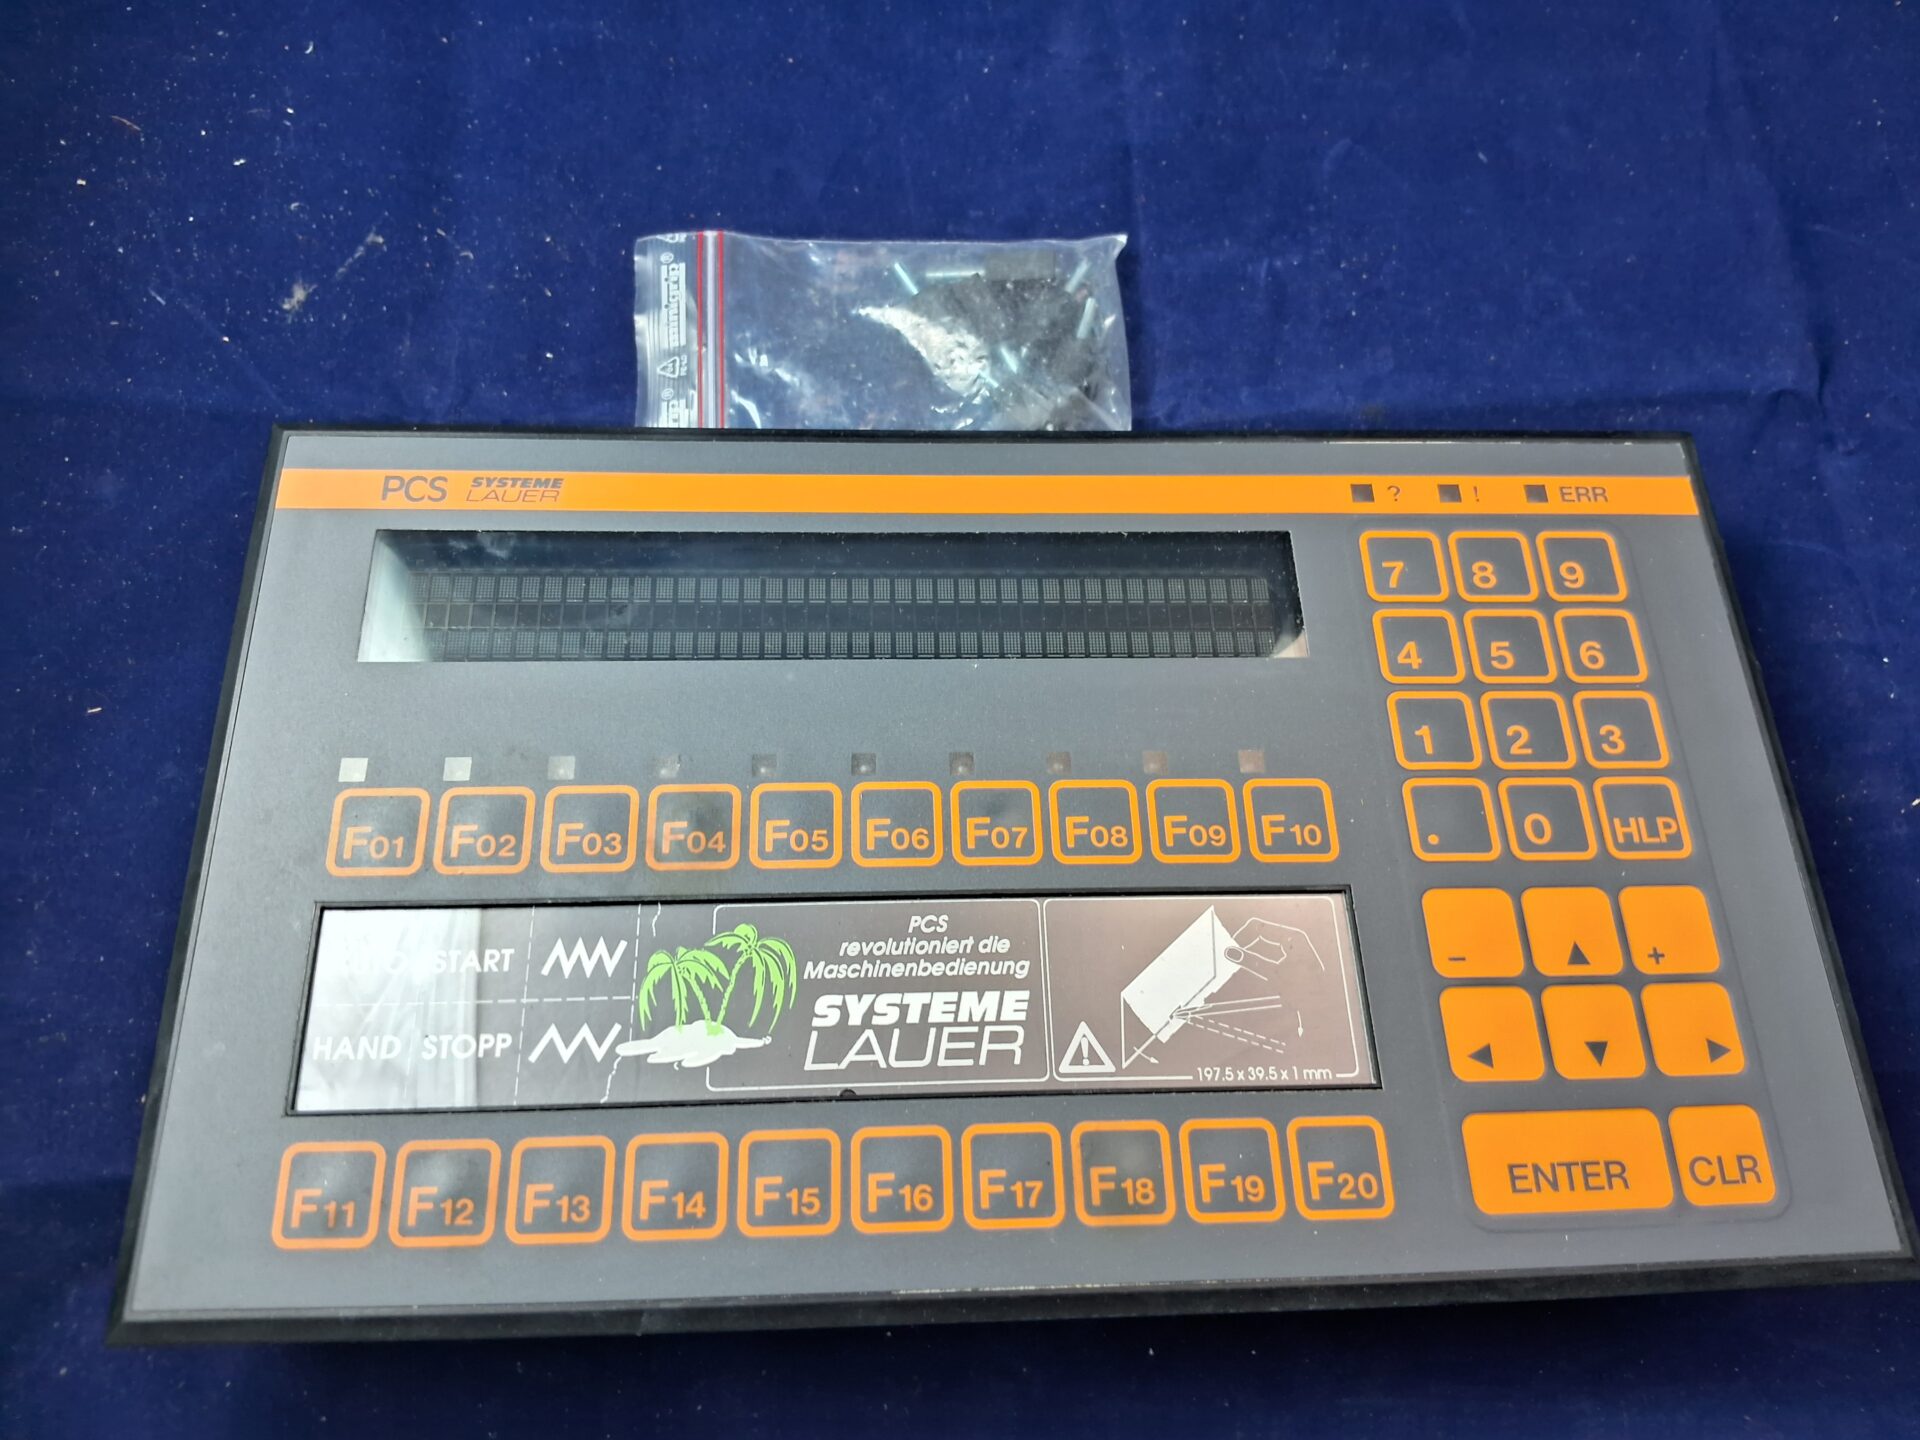 minigrip®
PCS SYSTEME
LAUER
? ! ERR
7 8 9
4 5 6
1 2 3
. 0 HLP
F01 F02 F03 F04 F05 F06 F07 F08 F09 F10
START
HAND STOPP
PCS
revolutioniert die
Maschinenbedienung
SYSTEME
LAUER
197.5 x 39.5 x 1 mm
- ▲ +
◀ ▼ ▶
F11 F12 F13 F14 F15 F16 F17 F18 F19 F20
ENTER CLR